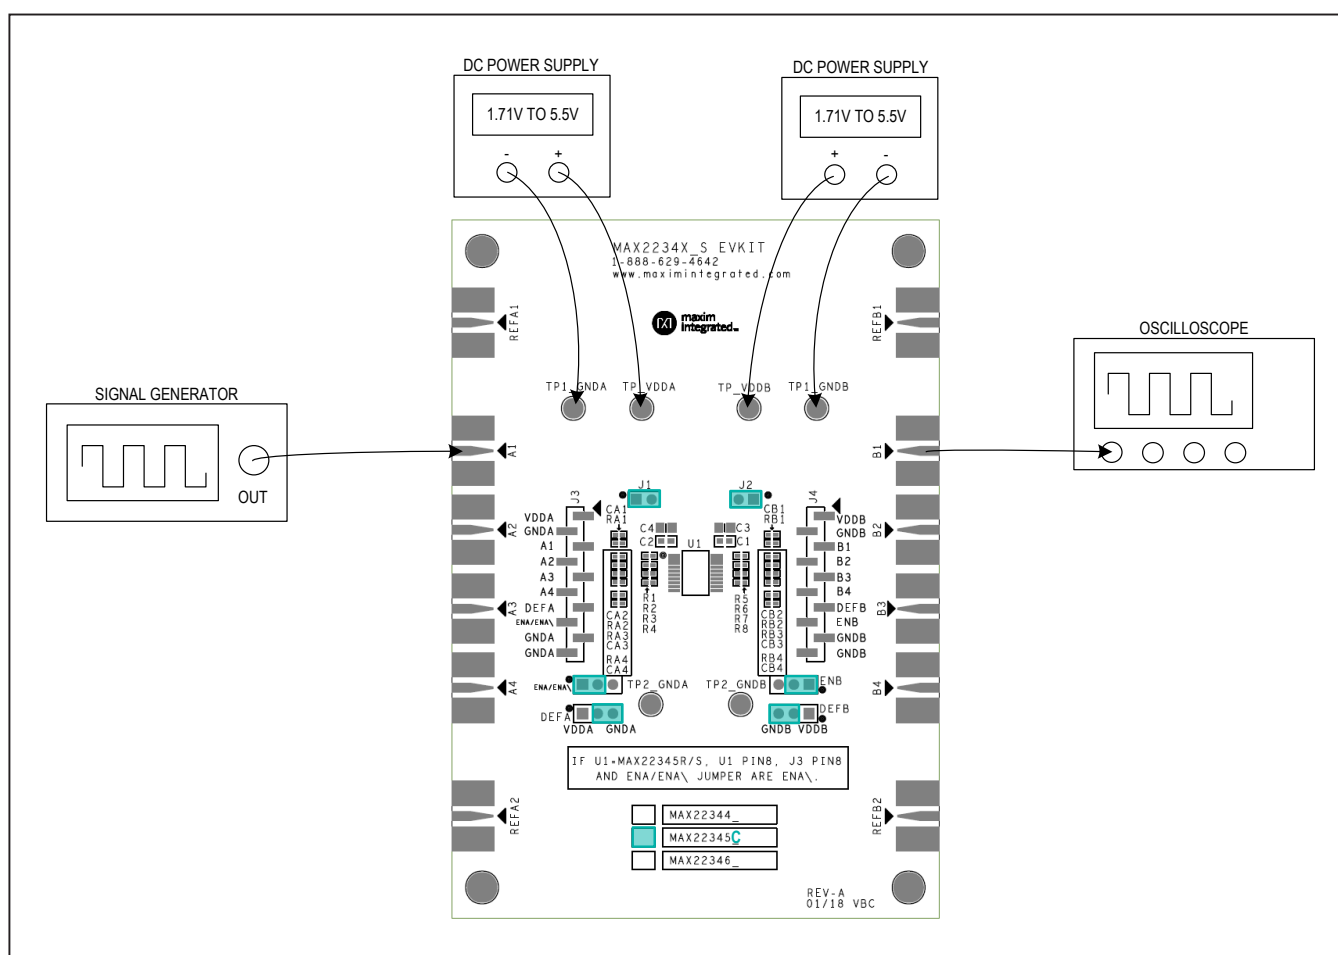 DC POWER SUPPLY
1.71V TO 5.5V
- +
DC POWER SUPPLY
1.71V TO 5.5V
+ -
MAX2234X_S EVKIT
1-888-629-4642
www.maximintegrated.com
maxim
integrated™
REFA1
REFB1
TP1_GNDA
TP_VDDA
TP_VDDB
TP1_GNDB
SIGNAL GENERATOR
OUT
OSCILLOSCOPE
A1
B1
A2
B2
A3
B3
A4
B4
J3
VDDA
GNDA
A1
A2
A3
A4
DEFA
ENA/ENA\
GNDA
GNDA
J1
CA1
RA1
C4
C2
U1
J2
CB1
RB1
C3
C1
R1
R2
R3
R4
R5
R6
R7
R8
CA2
RA2
RA3
CA3
RA4
CA4
CB2
RB2
RB3
CB3
RB4
CB4
J4
VDDB
GNDB
B1
B2
B3
B4
DEFB
ENB
GNDB
GNDB
ENA/ENA\
TP2_GNDA
TP2_GNDB
ENB
DEFA
VDDA
GNDA
GNDB
VDDB
DEFB
IF U1=MAX22345R/S, U1 PIN8, J3 PIN8
AND ENA/ENA\ JUMPER ARE ENA\.
REFA2
REFB2
MAX22344_
MAX22345C
MAX22346_
REV-A
01/18 VBC